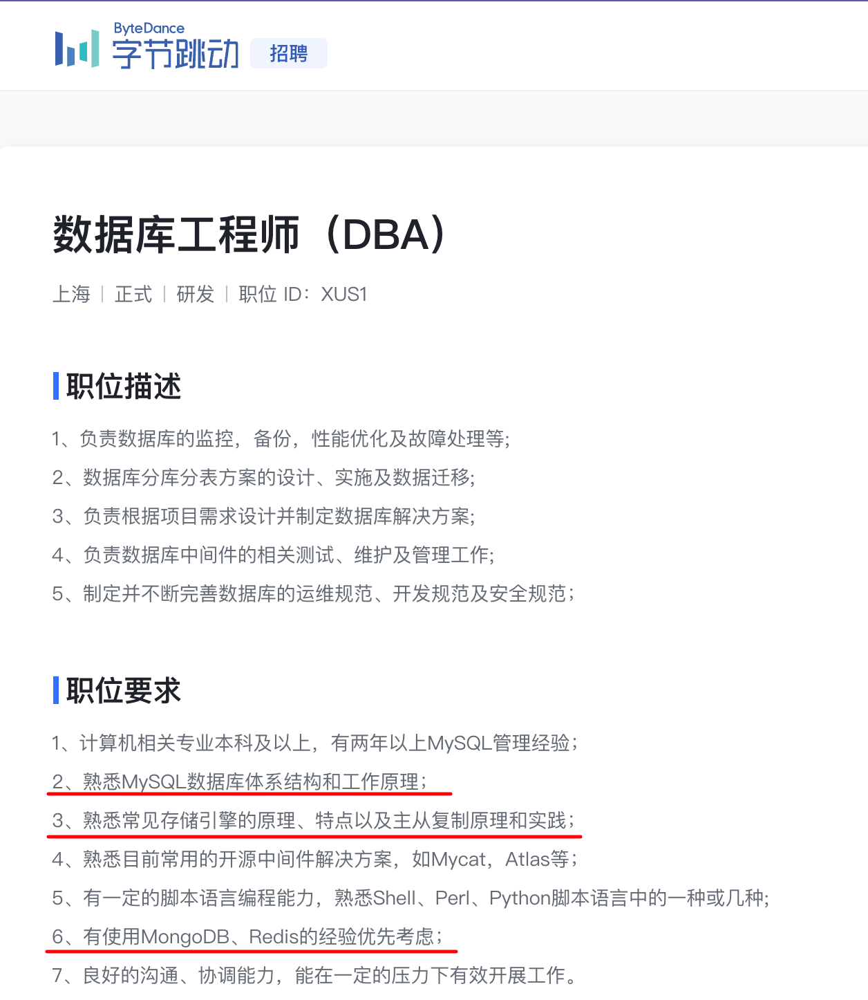 ByteDance
字节跳动 招聘
数据库工程师（DBA）
上海 | 正式 | 研发 | 职位 ID：XUS1
职位描述
1、负责数据库的监控，备份，性能优化及故障处理等;
2、数据库分库分表方案的设计、实施及数据迁移;
3、负责根据项目需求设计并制定数据库解决方案;
4、负责数据库中间件的相关测试、维护及管理工作;
5、制定并不断完善数据库的运维规范、开发规范及安全规范；
职位要求
1、计算机相关专业本科及以上，有两年以上MySQL管理经验；
2、熟悉MySQL数据库体系结构和工作原理；
3、熟悉常见存储引擎的原理、特点以及主从复制原理和实践；
4、熟悉目前常用的开源中间件解决方案，如Mycat，Atlas等；
5、有一定的脚本语言编程能力，熟悉Shell、Perl、Python脚本语言中的一种或几种;
6、有使用MongoDB、Redis的经验优先考虑；
7、良好的沟通、协调能力，能在一定的压力下有效开展工作。